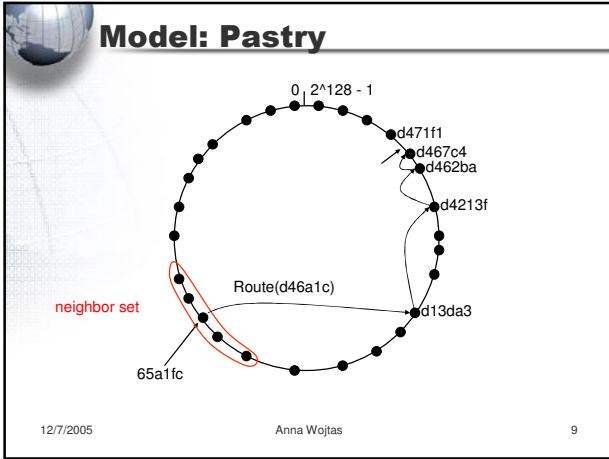 Model: Pastry
0 2^128 - 1
d471f1
d467c4
d462ba
d4213f
Route(d46a1c)
neighbor set
d13da3
65a1fc
12/7/2005
Anna Wojtas
9